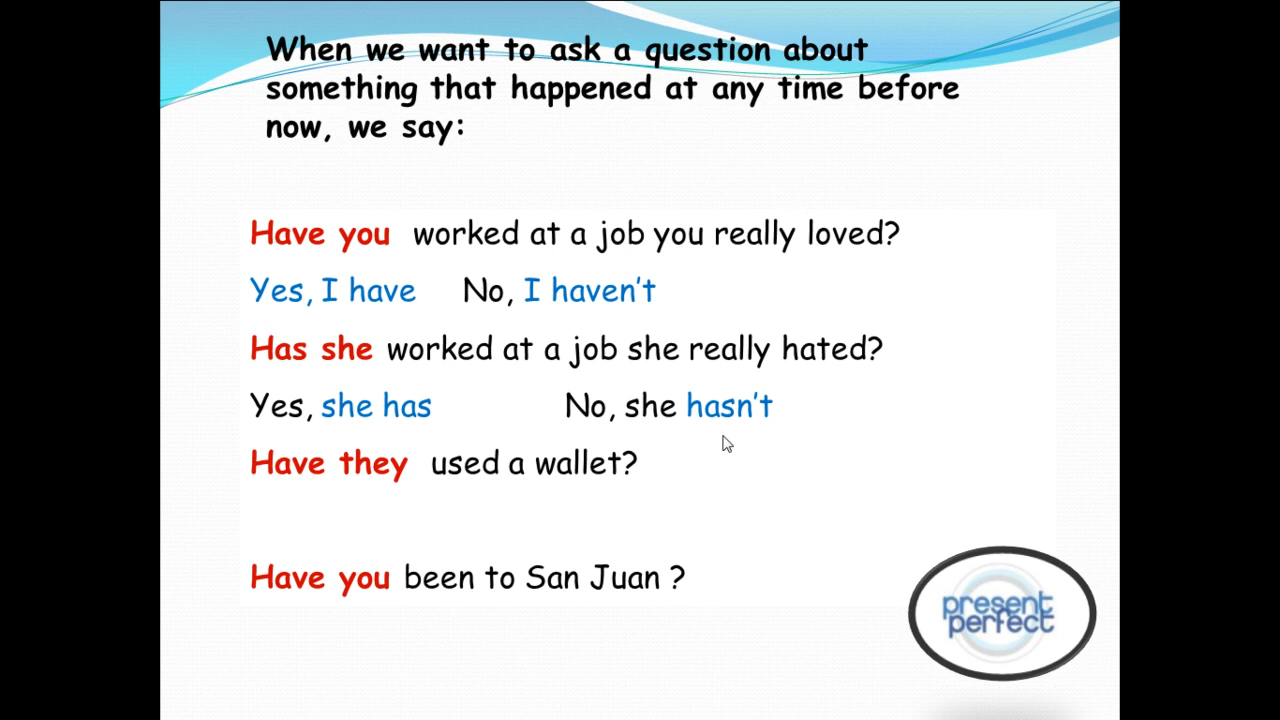 When we want to ask a question about
something that happened at any time before
now, we say:
Have you worked at a job you really loved?
Yes, I have No, I haven't
Has she worked at a job she really hated?
Yes, she has No, she hasn't
Have they used a wallet?
Have you been to San Juan ?
present
perfect